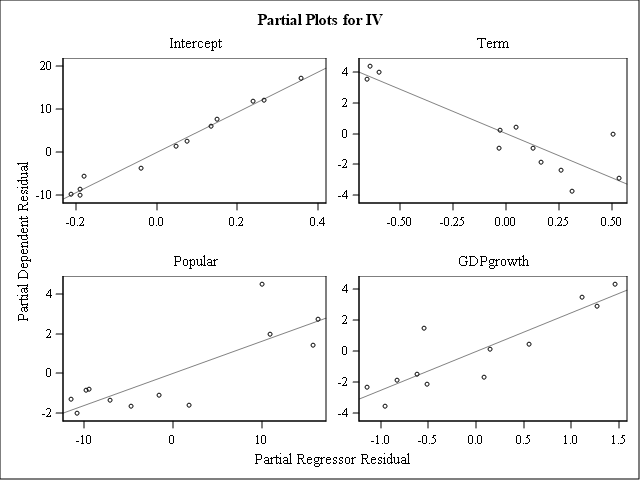 Partial Plots for IV
Intercept
20
10
0
-10
-0.2 0.0 0.2 0.4
Term
4
2
0
-2
-4
-0.50 -0.25 0.00 0.25 0.50
Partial Dependent Residual
Popular
4
2
0
-2
-10 0 10
GDPgrowth
4
2
0
-2
-4
-1.0 -0.5 0.0 0.5 1.0 1.5
Partial Regressor Residual